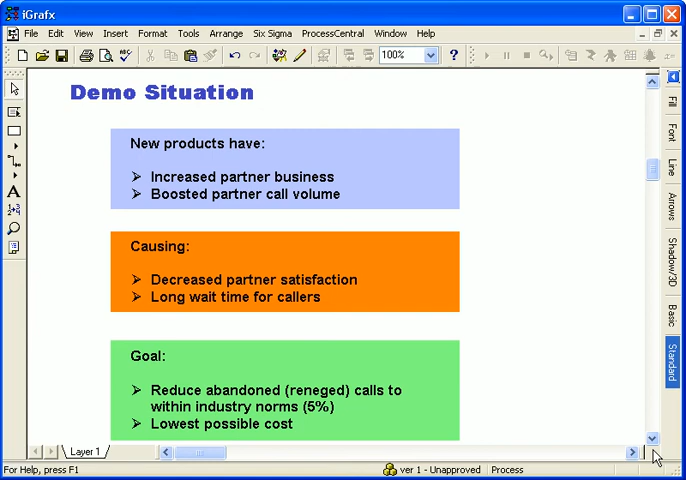 iGrafx
File Edit View Insert Format Tools Arrange Six Sigma ProcessCentral Window Help
100%
Demo Situation
New products have:
➢ Increased partner business
➢ Boosted partner call volume
Causing:
➢ Decreased partner satisfaction
➢ Long wait time for callers
Goal:
➢ Reduce abandoned (reneged) calls to
within industry norms (5%)
➢ Lowest possible cost
Fill
Font
Line
Arrows
Shadow/3D
Basic
Standard
Layer 1
For Help, press F1
ver 1 - Unapproved
Process